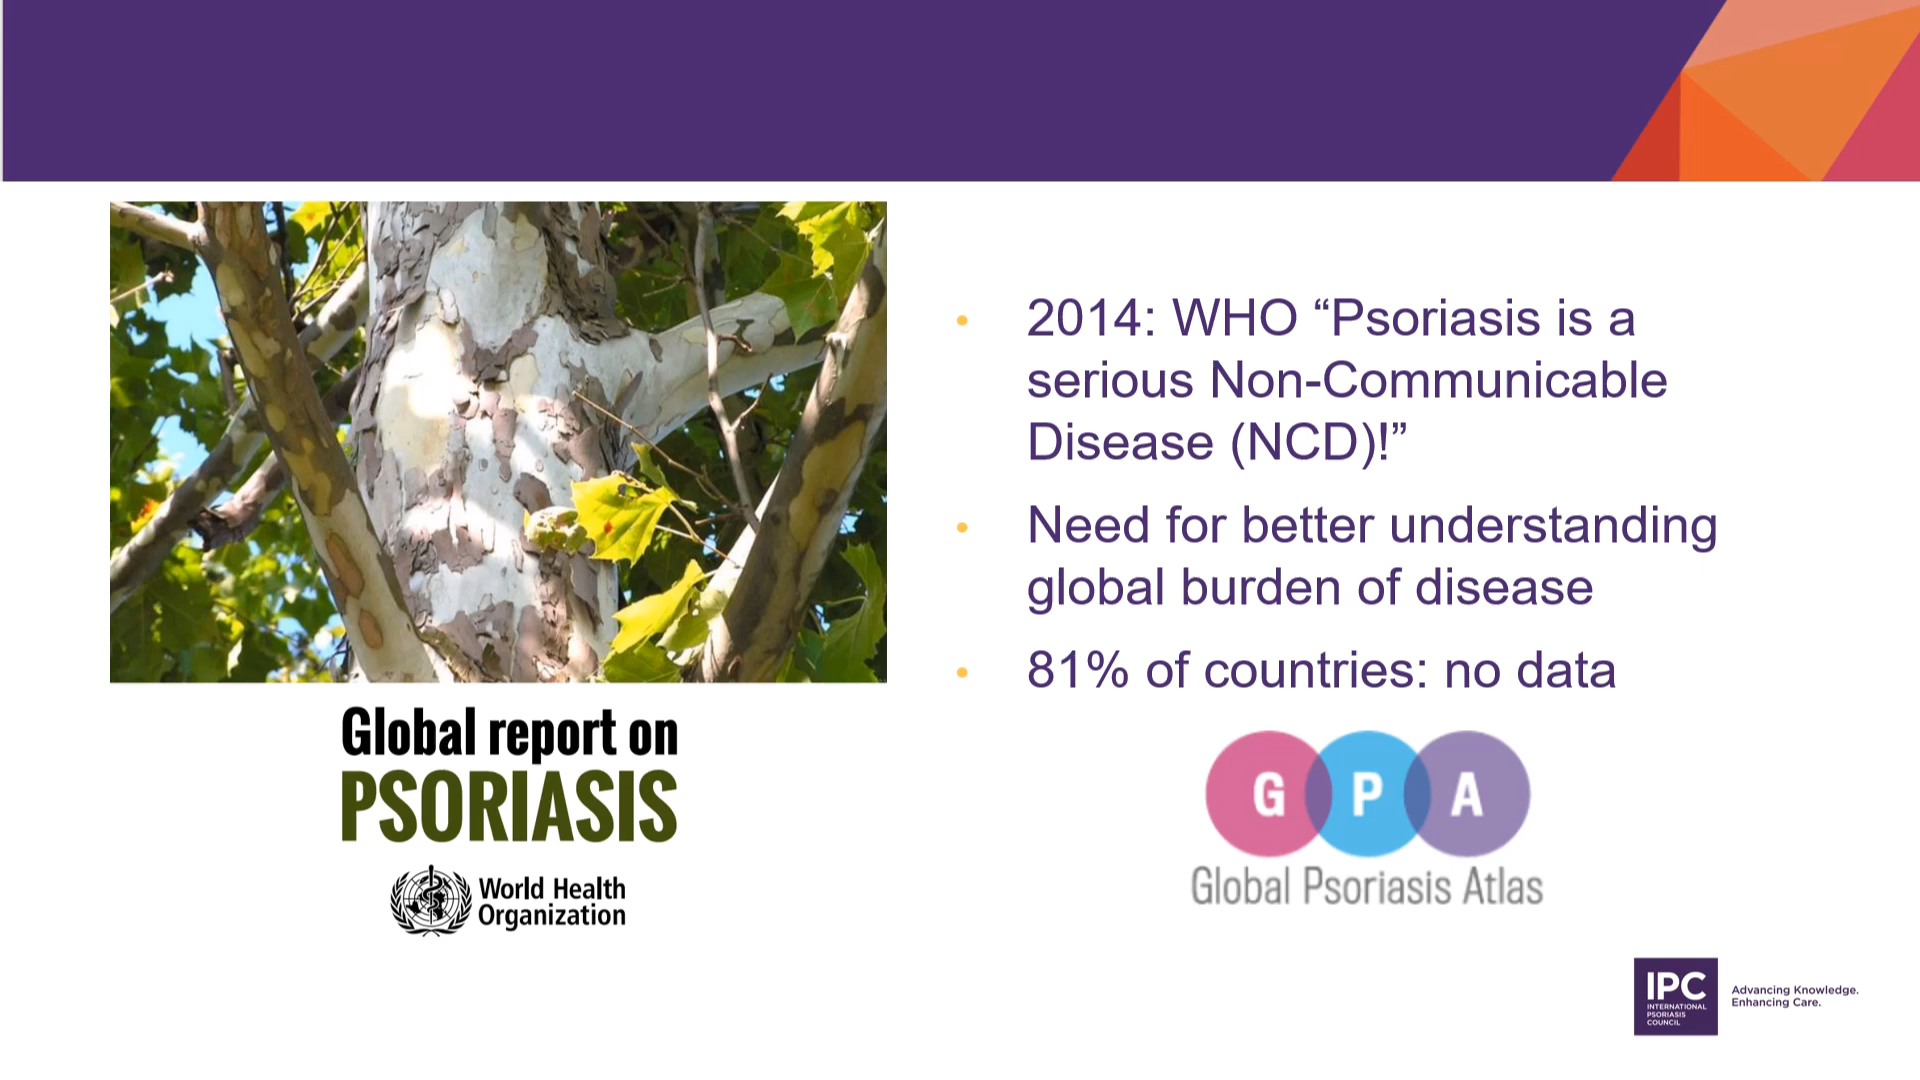 2014: WHO “Psoriasis is a
serious Non-Communicable
Disease (NCD)!”
Need for better understanding
global burden of disease
81% of countries: no data
Global report on
PSORIASIS
World Health
Organization
G P A
Global Psoriasis Atlas
IPC
INTERNATIONAL
PSORIASIS
COUNCIL
Advancing Knowledge.
Enhancing Care.